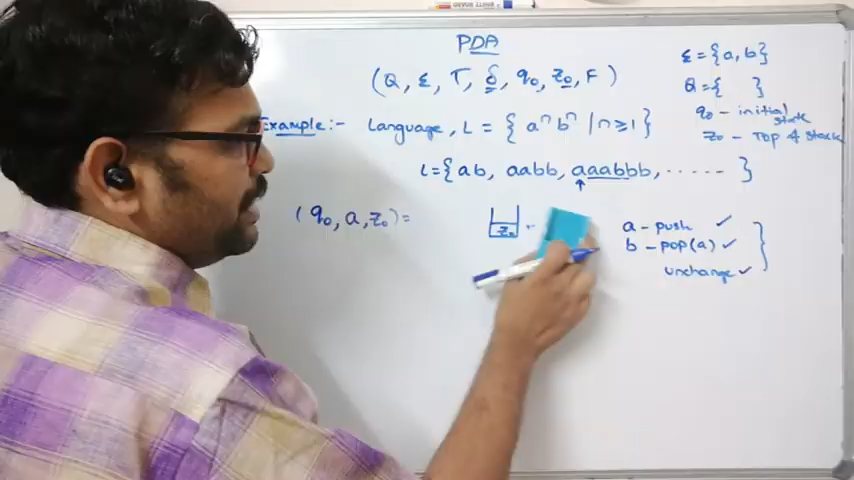 PDA
(Q, Σ, T, δ, q0, z0, F)
Σ={a,b}
Q={ }
q0 - initial state
z0 - TOP of stack
Example:- Language, L = { aⁿ bⁿ | n≥1 }
L={ab, aabb, aaabbb, ...... }
(q0, a, z0) =
z0
a - push ✓
b - pop(a) ✓
unchange ✓